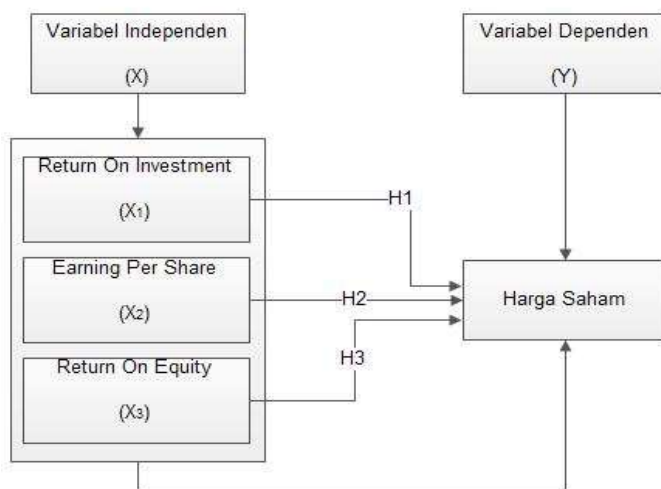 Variabel Independen
(X)
Variabel Dependen
(Y)
Return On Investment
(X1)
H1
Earning Per Share
(X2)
H2
Harga Saham
Return On Equity
(X3)
H3